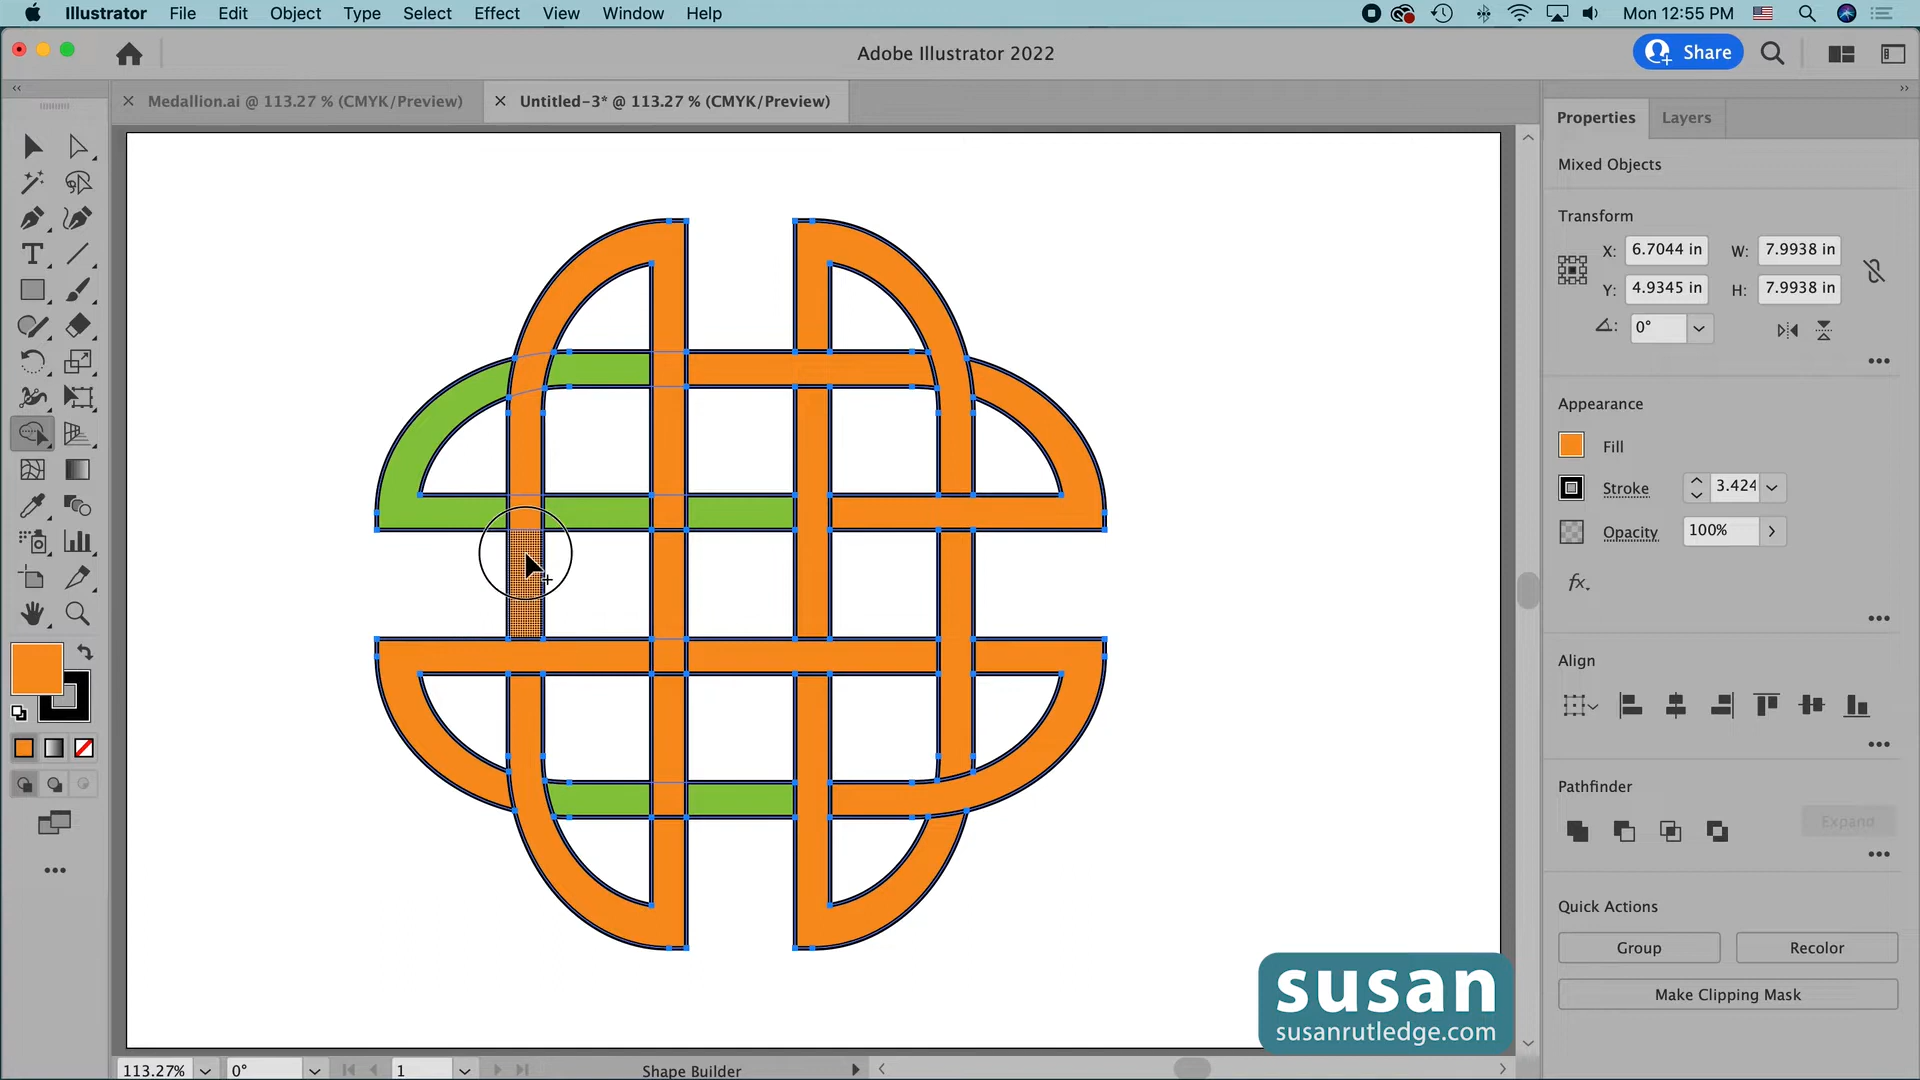 Illustrator File Edit Object Type Select Effect View Window Help
Mon 12:55 PM
Adobe Illustrator 2022
Share
Medallion.ai @ 113.27 % (CMYK/Preview)
Untitled-3* @ 113.27 % (CMYK/Preview)
Properties Layers
Mixed Objects
Transform
X: 6.7044 in W: 7.9938 in
Y: 4.9345 in H: 7.9938 in
0°
Appearance
Fill
Stroke 3.424
Opacity 100%
fx.
Align
Pathfinder
Expand
Quick Actions
Group Recolor
Make Clipping Mask
susan
susanrutledge.com
113.27% 0° 1 Shape Builder